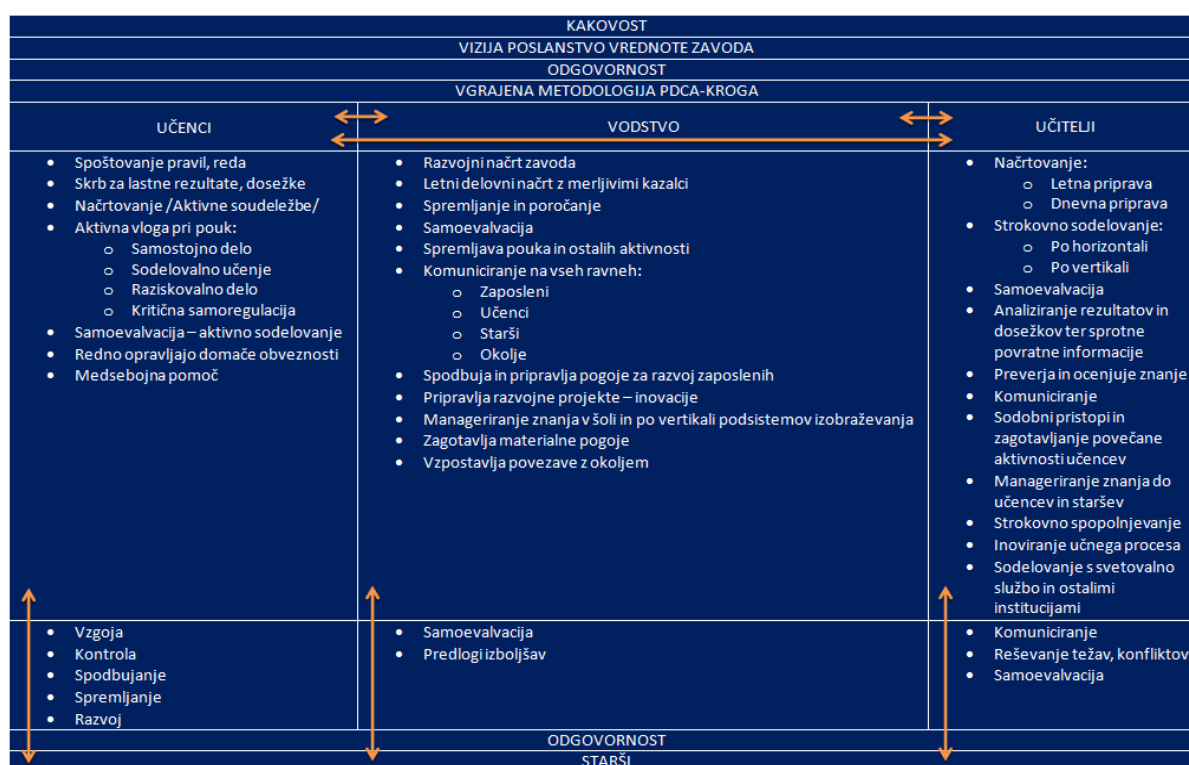 KAKOVOST
VIZIJA POSLANSTVO VREDNOTE ZAVODA
ODGOVORNOST
VGRAJENA METODOLOGIJA PDCA-KROGA
UČENCI
VODSTVO
UČITELJI
• Spoštovanje pravil, reda
• Skrb za lastne rezultate, dosežke
• Načrtovanje /Aktivne soudeležbe/
• Aktivna vloga pri pouk:
o Samostojno delo
o Sodelovalno učenje
o Raziskovalno delo
o Kritična samoregulacija
• Samoevalvacija – aktivno sodelovanje
• Redno opravljajo domače obveznosti
• Medsebojna pomoč
• Razvojni načrt zavoda
• Letni delovni načrt z merljivimi kazalci
• Spremljanje in poročanje
• Samoevalvacija
• Spremljava pouka in ostalih aktivnosti
• Komuniciranje na vseh ravneh:
o Zaposleni
o Učenci
o Starši
o Okolje
• Spodbuja in pripravlja pogoje za razvoj zaposlenih
• Pripravlja razvojne projekte – inovacije
• Managériranje znanja v šoli in po vertikali podsistemov izobraževanja
• Zagotavlja materialne pogoje
• Vzpostavlja povezave z okoljem
• Načrtovanje:
o Letna priprava
o Dnevna priprava
• Strokovno sodelovanje:
o Po horizontali
o Po vertikali
• Samoevalvacija
• Analiziranje rezultatov in
dosežkov ter sprotne
povratne informacije
• Preverja in ocenjuje znanje
• Komuniciranje
• Sodobni pristopi in
zagotavljanje povečane
aktivnosti učencev
• Manageriranje znanja do
učencev in staršev
• Strokovno spopolnjevanje
• Inoviranje učnega procesa
• Sodelovanje s svetovalno
službo in ostalimi
institucijami
• Vzgoja
• Kontrola
• Spodbujanje
• Spremljanje
• Razvoj
• Samoevalvacija
• Predlogi izboljšav
• Komuniciranje
• Reševanje težav, konfliktov
• Samoevalvacija
ODGOVORNOST
STARŠI